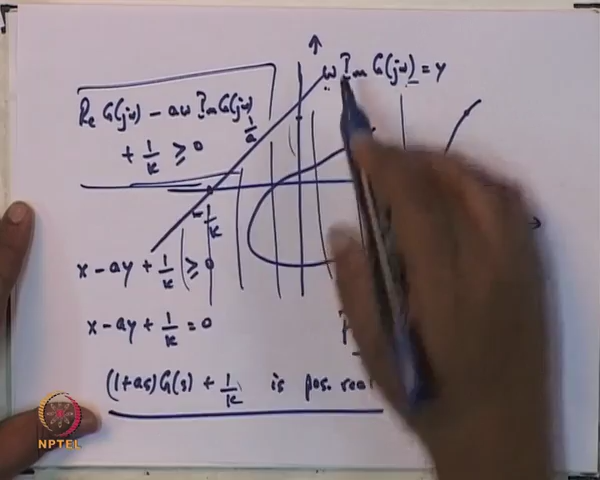 ω Im G(jω) = y
Re G(jω) - aω Im G(jω)
+ 1/k ≥ 0
1/a
-1/k
x - ay + 1/k ≥ 0
x - ay + 1/k = 0
(1+as)G(s) + 1/k is pos. real
NPTEL